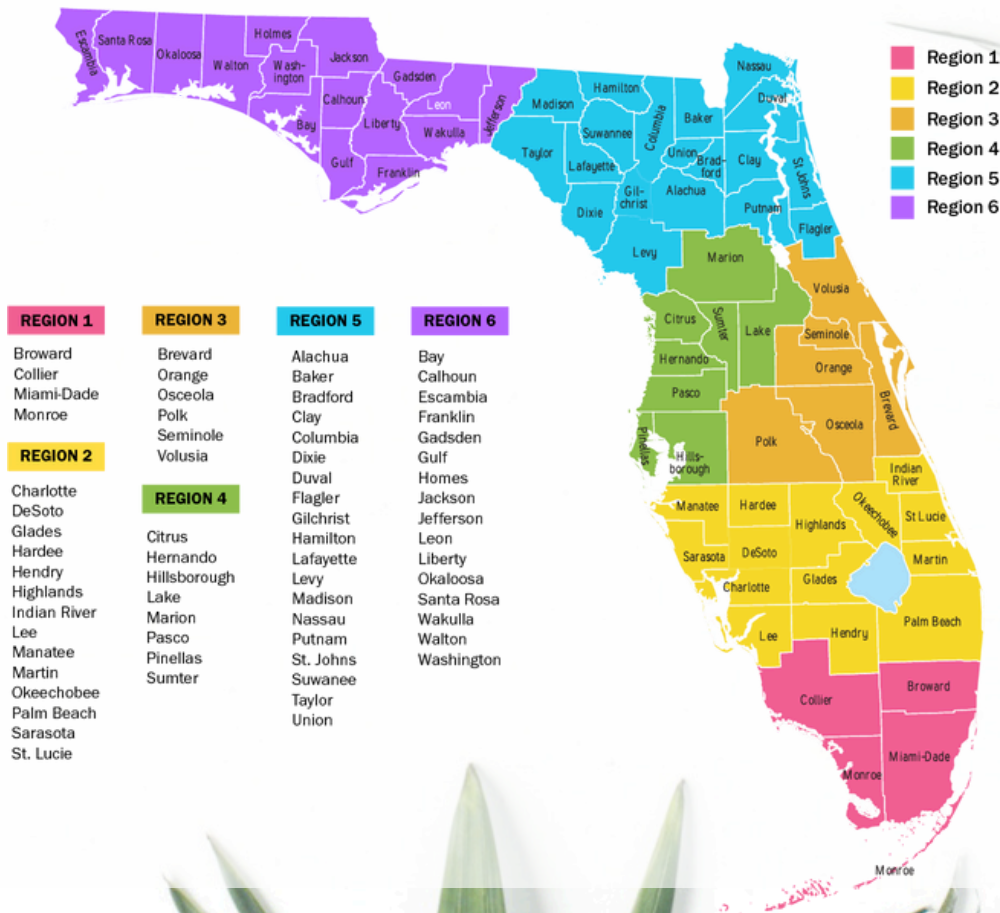 Escambia
Santa Rosa
Okaloosa
Walton
Holmes
Wash-
ington
Jackson
Bay
Calhoun
Gulf
Liberty
Gadsden
Franklin
Leon
Wakulla
Jefferson
Madison
Taylor
Hamilton
Suwannee
Lafayette
Dixie
Columbia
Gil-
christ
Levy
Baker
Union
Brad-
ford
Alachua
Nassau
Duval
Clay
St Johns
Putnam
Flagler
Marion
Citrus
Sumter
Lake
Hernando
Pasco
Pinellas
Hills-
borough
Volusia
Seminole
Orange
Brevard
Osceola
Polk
Indian
River
Manatee
Hardee
Highlands
Okeechobee
St Lucie
Sarasota
DeSoto
Martin
Charlotte
Glades
Palm Beach
Lee
Hendry
Collier
Broward
Miami-Dade
Monroe
Monroe
Region 1
Region 2
Region 3
Region 4
Region 5
Region 6
REGION 1
Broward
Collier
Miami-Dade
Monroe
REGION 2
Charlotte
DeSoto
Glades
Hardee
Hendry
Highlands
Indian River
Lee
Manatee
Martin
Okeechobee
Palm Beach
Sarasota
St. Lucie
REGION 3
Brevard
Orange
Osceola
Polk
Seminole
Volusia
REGION 4
Citrus
Hernando
Hillsborough
Lake
Marion
Pasco
Pinellas
Sumter
REGION 5
Alachua
Baker
Bradford
Clay
Columbia
Dixie
Duval
Flagler
Gilchrist
Hamilton
Lafayette
Levy
Madison
Nassau
Putnam
St. Johns
Suwanee
Taylor
Union
REGION 6
Bay
Calhoun
Escambia
Franklin
Gadsden
Gulf
Homes
Jackson
Jefferson
Leon
Liberty
Okaloosa
Santa Rosa
Wakulla
Walton
Washington